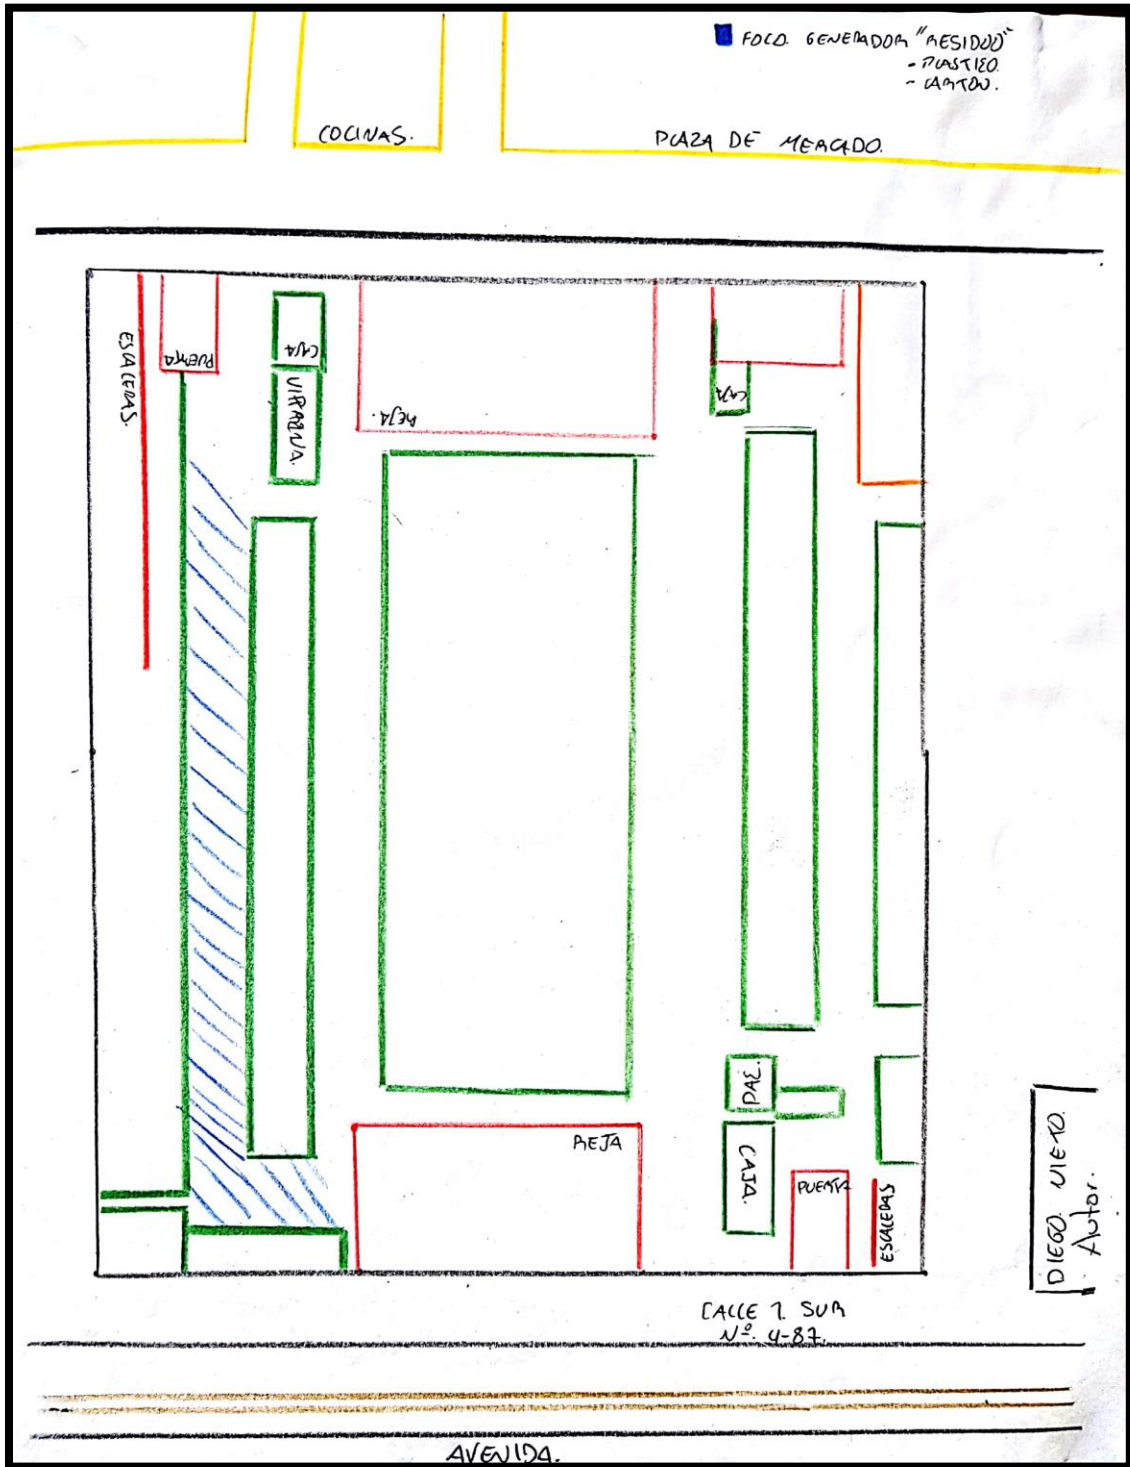 FOCO. GENERADOR "RESIDUO"
- PLASTICO.
- CARTON.
COCINAS.
PLAZA DE MERCADO.
ESCALERAS.
PUERTA
CAJA
VITRINA.
REJA.
CAJA
REJA
PAE.
CAJA.
PUERTA
ESCALERAS
DIEGO. NIETO.
Autor.
CALLE 7 SUR
Nº. 4-87.
AVENIDA.